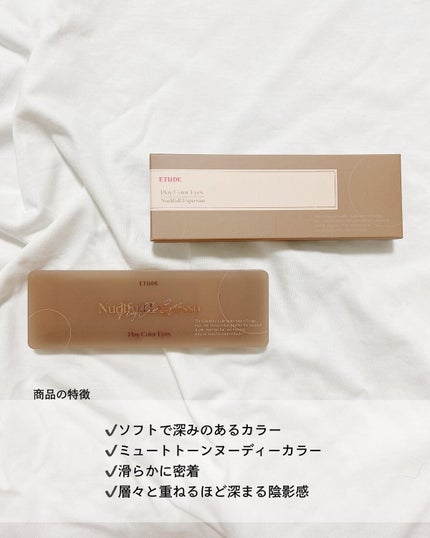 ETUDE
Play Color Eyes
Nudiful Espresso
ETUDE
Nudiful Espresso
Play Color Eyes
商品の特徴
✓ソフトで深みのあるカラー
✓ミュートトーンヌーディーカラー
✓滑らかに密着
✓層々と重ねるほど深まる陰影感